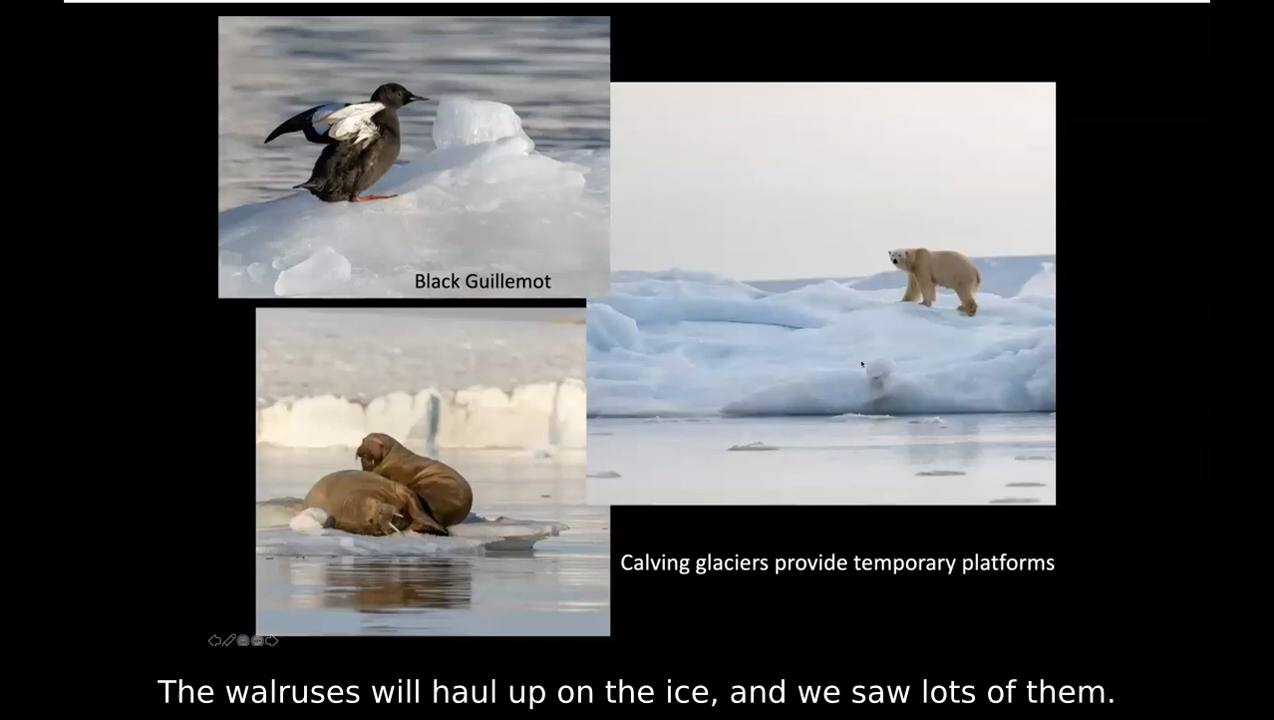 Black Guillemot
Calving glaciers provide temporary platforms
The walruses will haul up on the ice, and we saw lots of them.